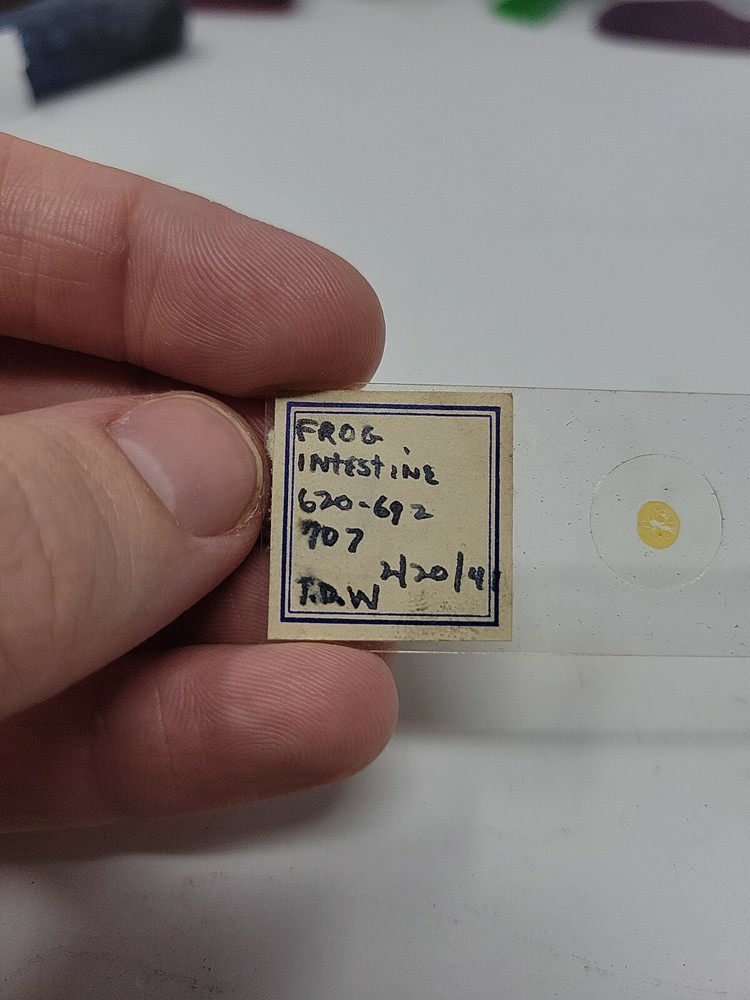 FROG
INTESTINE
620-692
707
2/20/41
T.D.W